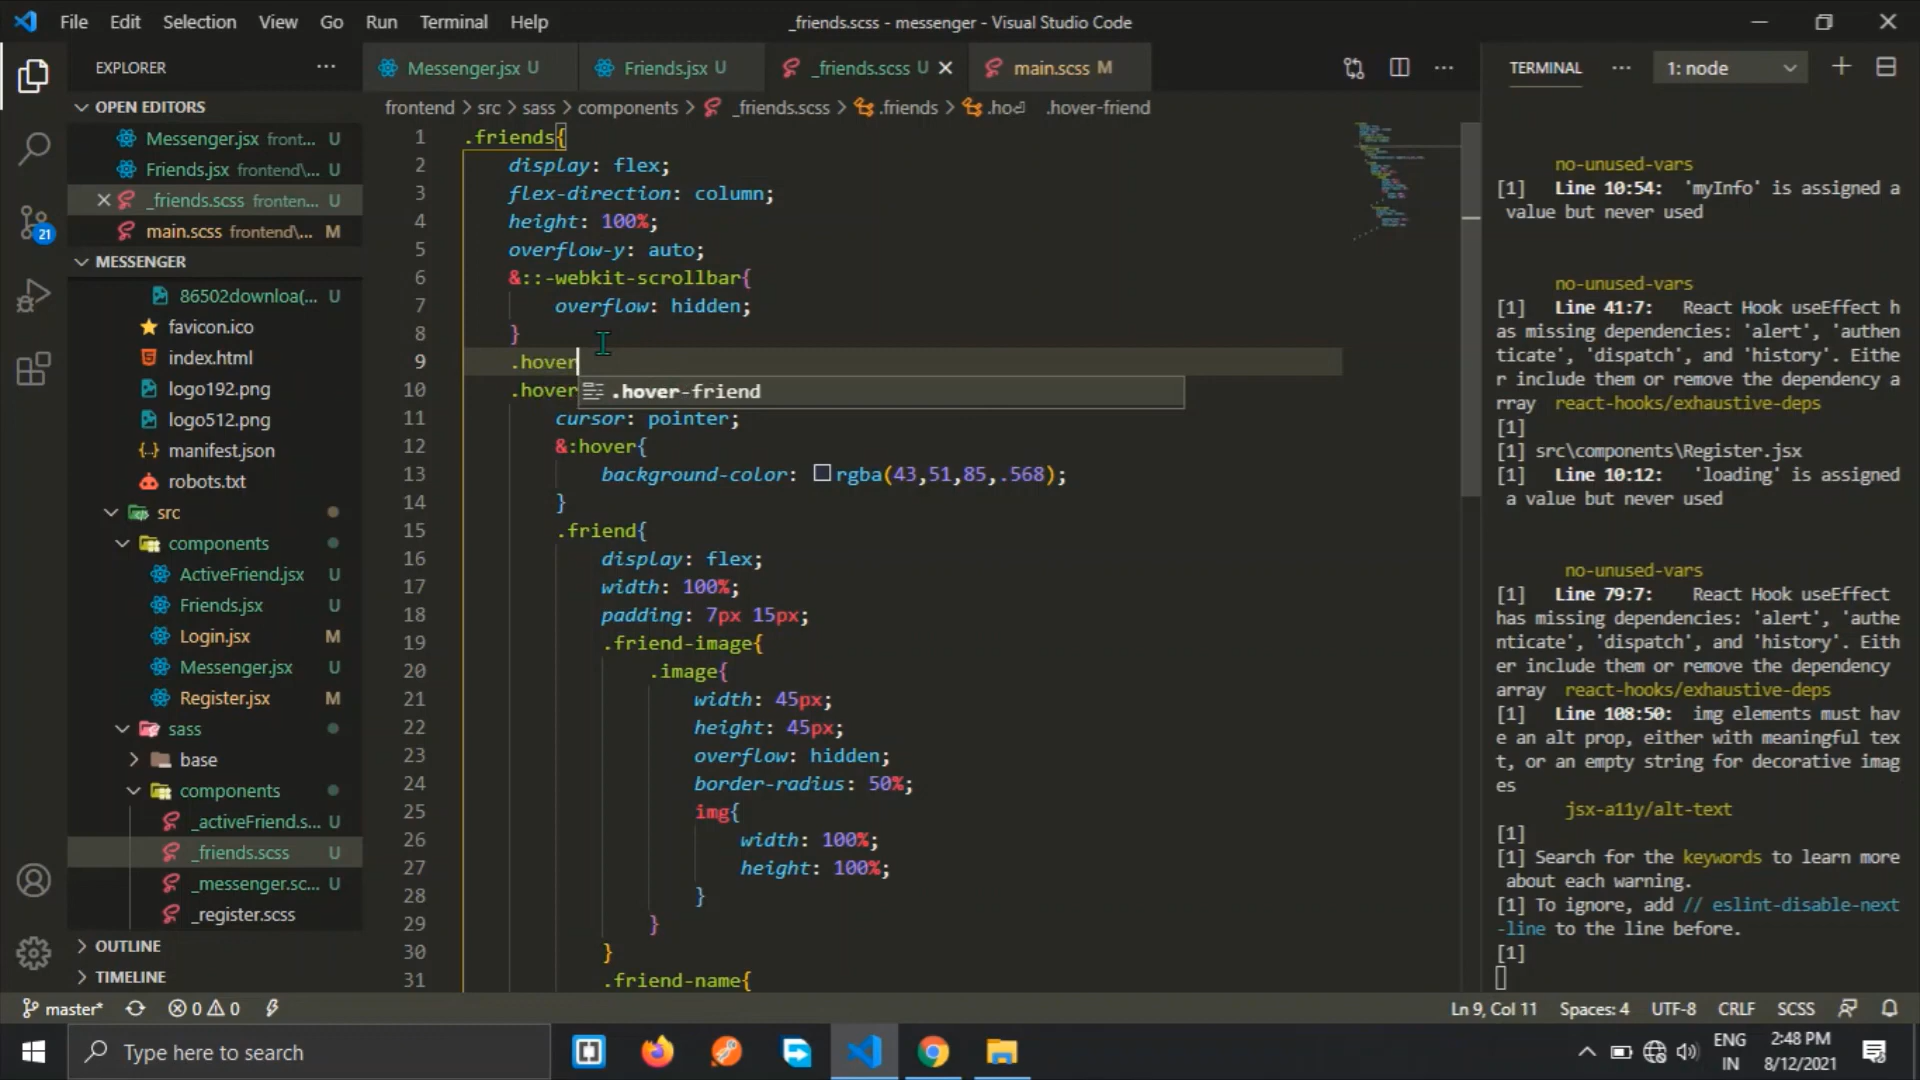 File Edit Selection View Go Run Terminal Help _friends.scss - messenger - Visual Studio Code
EXPLORER
OPEN EDITORS
Messenger.jsx front... U
Friends.jsx frontend\... U
_friends.scss fronten... U
main.scss frontend\... M
MESSENGER
86502downloa(... U
favicon.ico
index.html
logo192.png
logo512.png
manifest.json
robots.txt
src
components
ActiveFriend.jsx U
Friends.jsx U
Login.jsx M
Messenger.jsx U
Register.jsx M
sass
base
components
_activeFriend.s... U
_friends.scss U
_messenger.sc... U
_register.scss
OUTLINE
TIMELINE
21
Messenger.jsx U Friends.jsx U _friends.scss U main.scss M
frontend > src > sass > components > _friends.scss > .friends > .ho⏎ .hover-friend
1 .friends{
2 display: flex;
3 flex-direction: column;
4 height: 100%;
5 overflow-y: auto;
6 &::-webkit-scrollbar{
7 overflow: hidden;
8 }
9 .hover
10 .hover
.hover-friend
11 cursor: pointer;
12 &:hover{
13 background-color: rgba(43,51,85,.568);
14 }
15 .friend{
16 display: flex;
17 width: 100%;
18 padding: 7px 15px;
19 .friend-image{
20 .image{
21 width: 45px;
22 height: 45px;
23 overflow: hidden;
24 border-radius: 50%;
25 img{
26 width: 100%;
27 height: 100%;
28 }
29 }
30 }
31 .friend-name{
TERMINAL ... 1: node
no-unused-vars
[1] Line 10:54: 'myInfo' is assigned a
value but never used
no-unused-vars
[1] Line 41:7: React Hook useEffect h
as missing dependencies: 'alert', 'authen
ticate', 'dispatch', and 'history'. Eithe
r include them or remove the dependency a
rray react-hooks/exhaustive-deps
[1]
[1] src\components\Register.jsx
[1] Line 10:12: 'loading' is assigned
a value but never used
no-unused-vars
[1] Line 79:7: React Hook useEffect
has missing dependencies: 'alert', 'authe
nticate', 'dispatch', and 'history'. Eith
er include them or remove the dependency
array react-hooks/exhaustive-deps
[1] Line 108:50: img elements must hav
e an alt prop, either with meaningful tex
t, or an empty string for decorative imag
es
jsx-a11y/alt-text
[1]
[1] Search for the keywords to learn more
about each warning.
[1] To ignore, add // eslint-disable-next
-line to the line before.
[1]
master* 0 0 Ln 9, Col 11 Spaces: 4 UTF-8 CRLF SCSS
Type here to search
ENG
IN
2:48 PM
8/12/2021